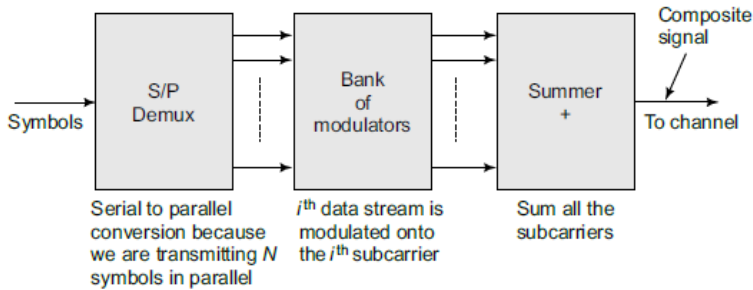 Composite
signal
S/P
Demux
Bank
of
modulators
Summer
+
Symbols
To channel
Serial to parallel
conversion because
we are transmitting N
symbols in parallel
ith data stream is
modulated onto
the ith subcarrier
Sum all the
subcarriers